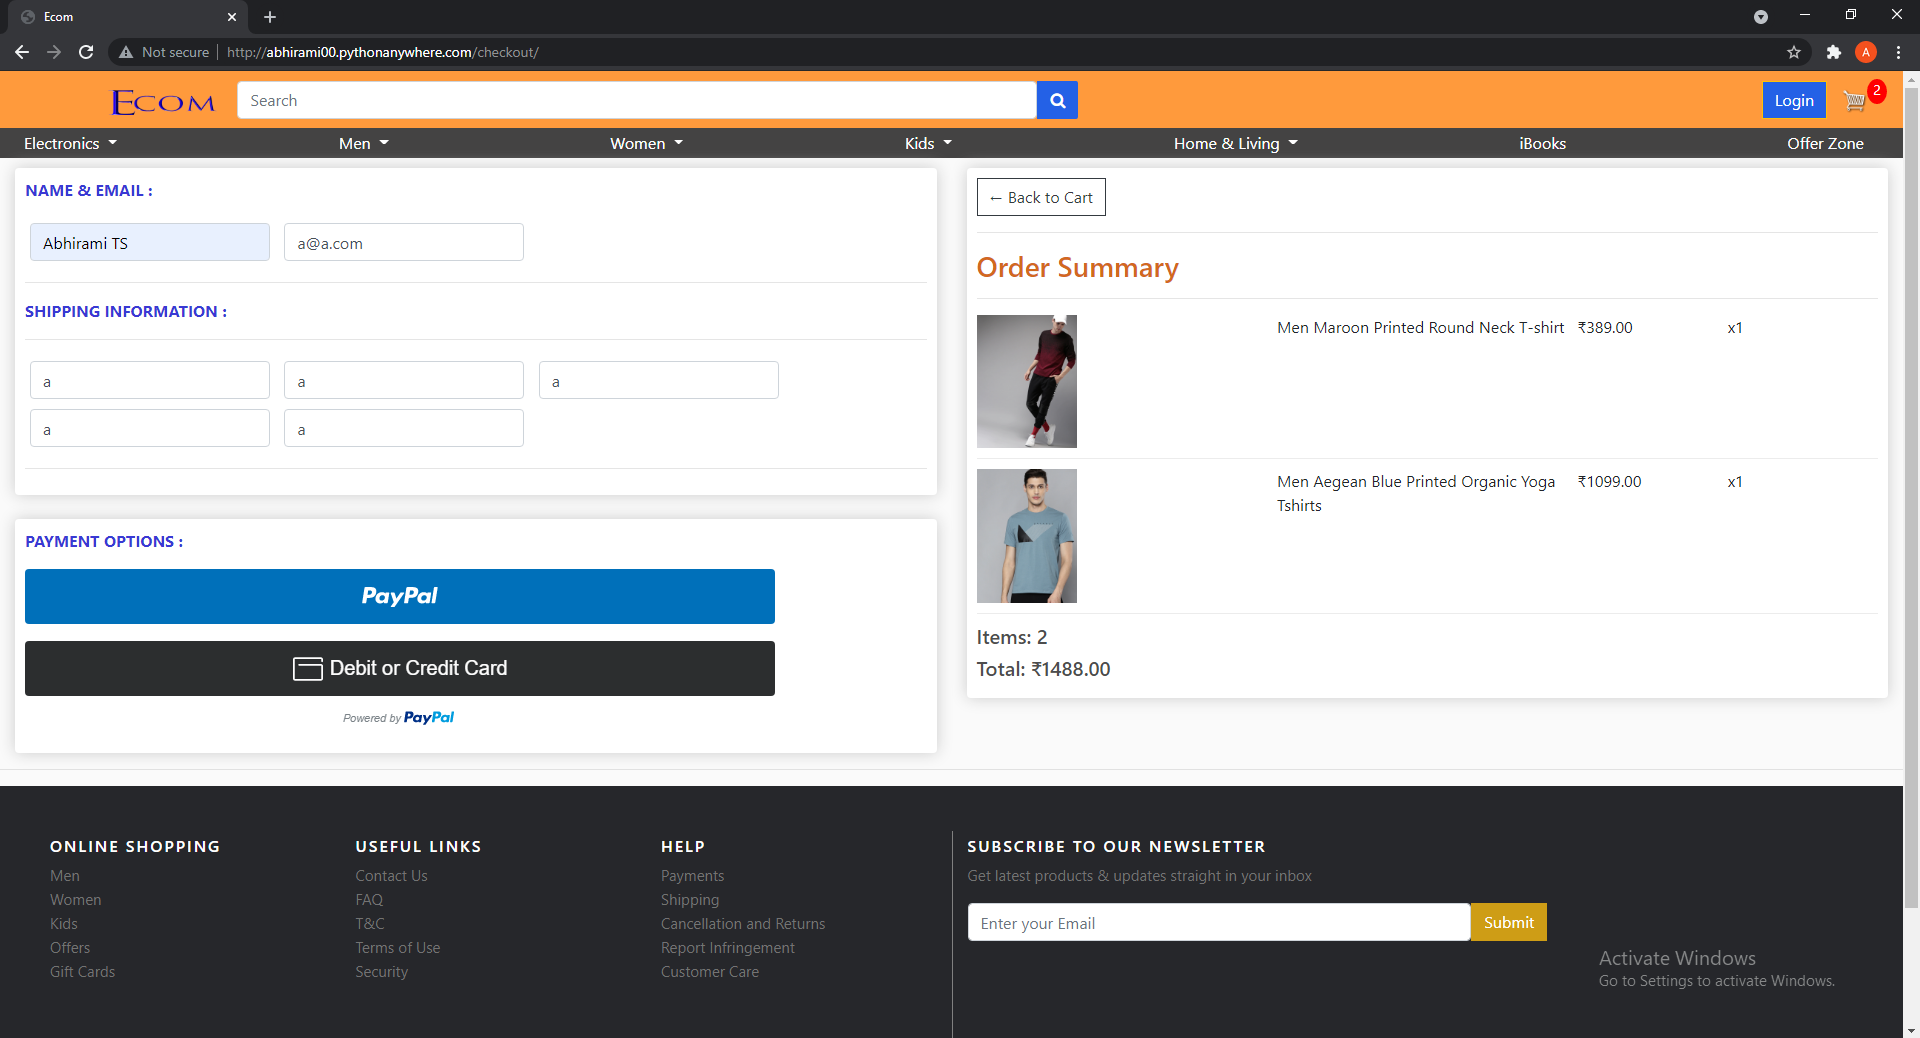 Ecom
Not secure http://abhirami00.pythonanywhere.com/checkout/
A
Ecom
Search
Login
2
Electronics Men Women Kids Home & Living iBooks Offer Zone
NAME & EMAIL :
Abhirami TS
a@a.com
SHIPPING INFORMATION :
a
a
a
a
a
PAYMENT OPTIONS :
PayPal
Debit or Credit Card
Powered by PayPal
← Back to Cart
Order Summary
Men Maroon Printed Round Neck T-shirt ₹389.00 x1
Men Aegean Blue Printed Organic Yoga ₹1099.00 x1
Tshirts
Items: 2
Total: ₹1488.00
ONLINE SHOPPING
Men
Women
Kids
Offers
Gift Cards
USEFUL LINKS
Contact Us
FAQ
T&C
Terms of Use
Security
HELP
Payments
Shipping
Cancellation and Returns
Report Infringement
Customer Care
SUBSCRIBE TO OUR NEWSLETTER
Get latest products & updates straight in your inbox
Enter your Email
Submit
Activate Windows
Go to Settings to activate Windows.